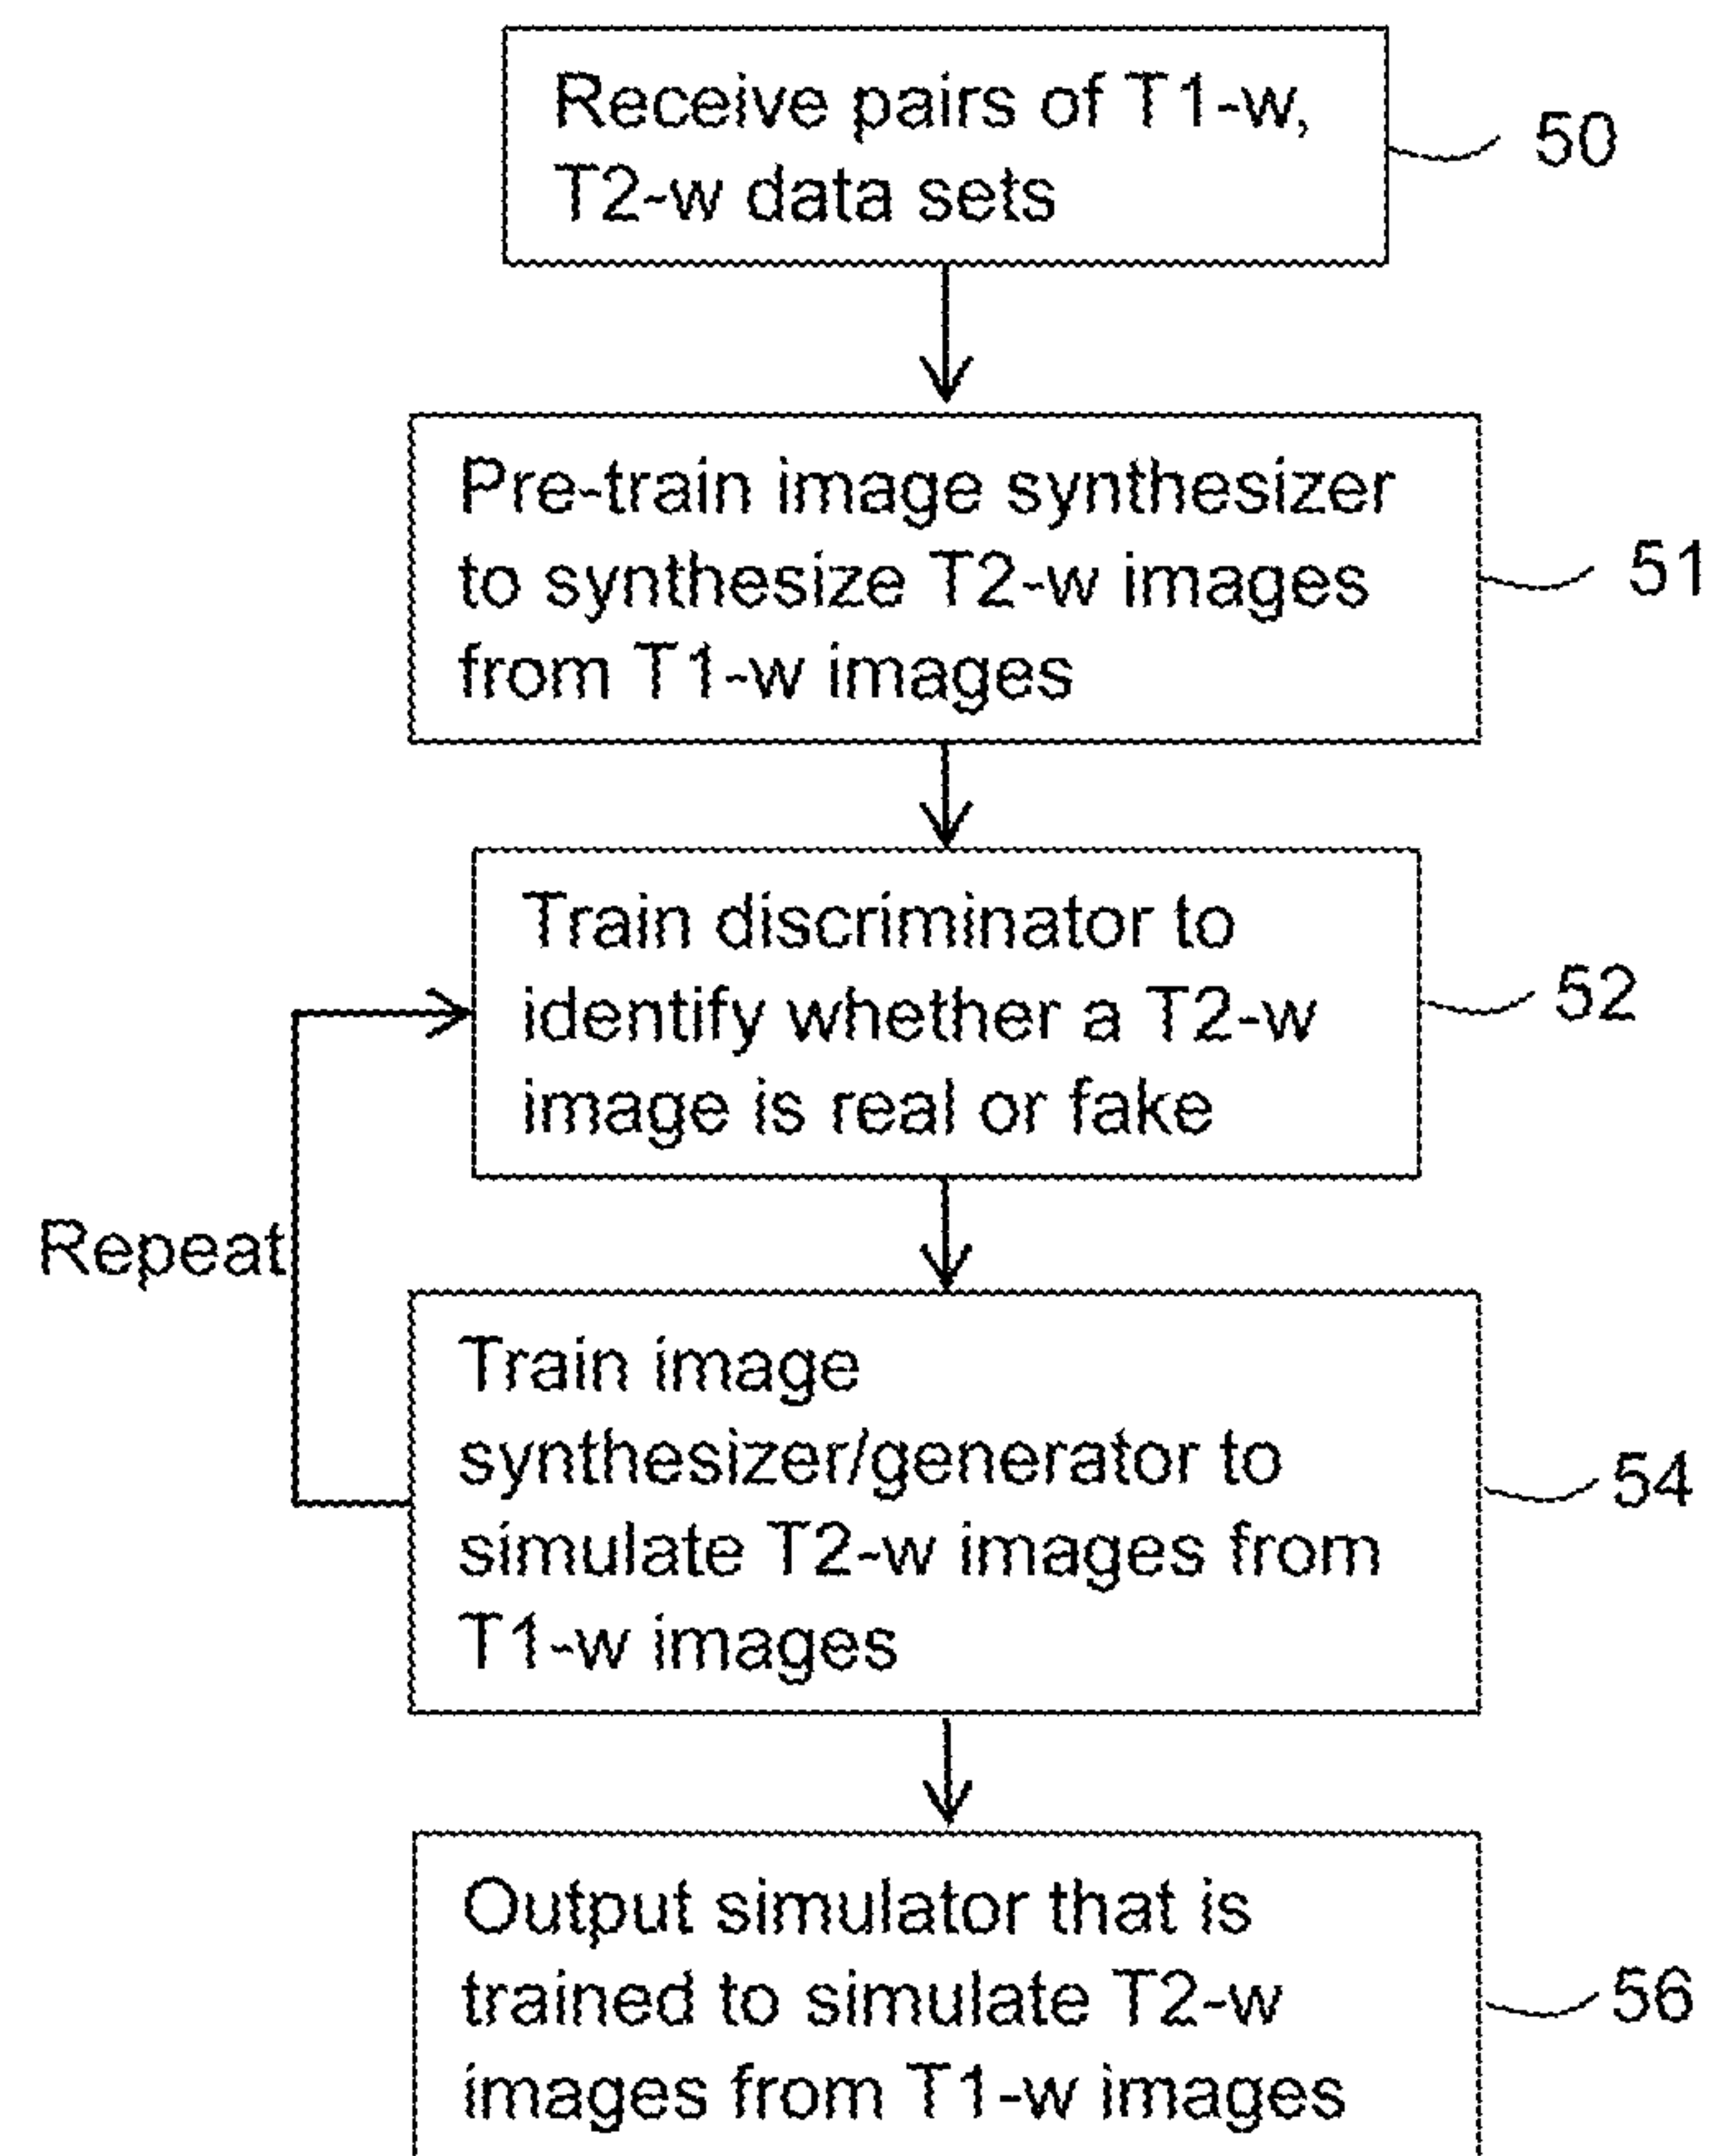 Receive pairs of T1-w,
T2-w data sets
50
Pre-train image synthesizer
to synthesize T2-w images
from T1-w images
51
Train discriminator to
identify whether a T2-w
image is real or fake
52
Repeat
Train image
synthesizer/generator to
simulate T2-w images from
T1-w images
54
Output simulator that is
trained to simulate T2-w
images from T1-w images
56